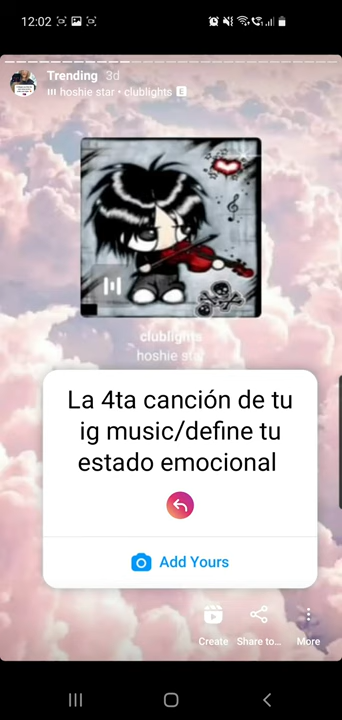 12:02
Trending 3d
hoshie star • clublights E
clublights
hoshie star
La 4ta canción de tu
ig music/define tu
estado emocional
Add Yours
Create Share to... More